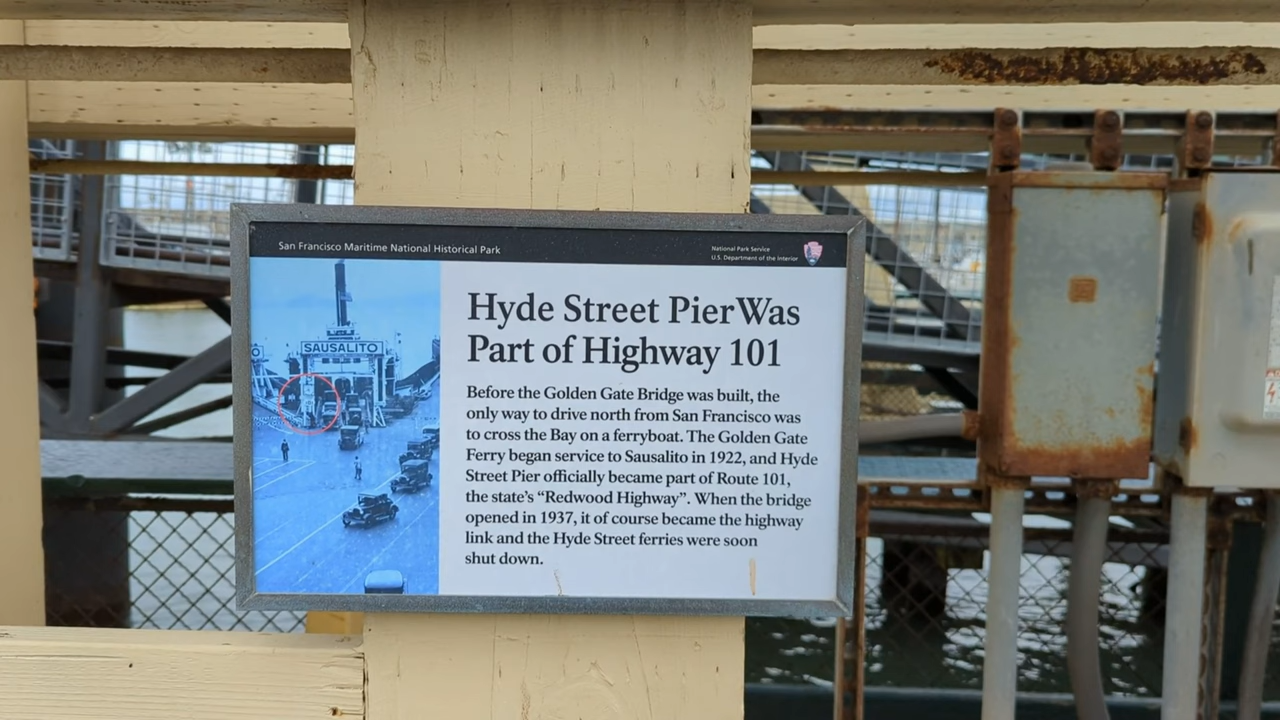 San Francisco Maritime National Historical Park
National Park Service
U.S. Department of the Interior
SAUSALITO
Hyde Street Pier Was
Part of Highway 101
Before the Golden Gate Bridge was built, the
only way to drive north from San Francisco was
to cross the Bay on a ferryboat. The Golden Gate
Ferry began service to Sausalito in 1922, and Hyde
Street Pier officially became part of Route 101,
the state's “Redwood Highway”. When the bridge
opened in 1937, it of course became the highway
link and the Hyde Street ferries were soon
shut down.